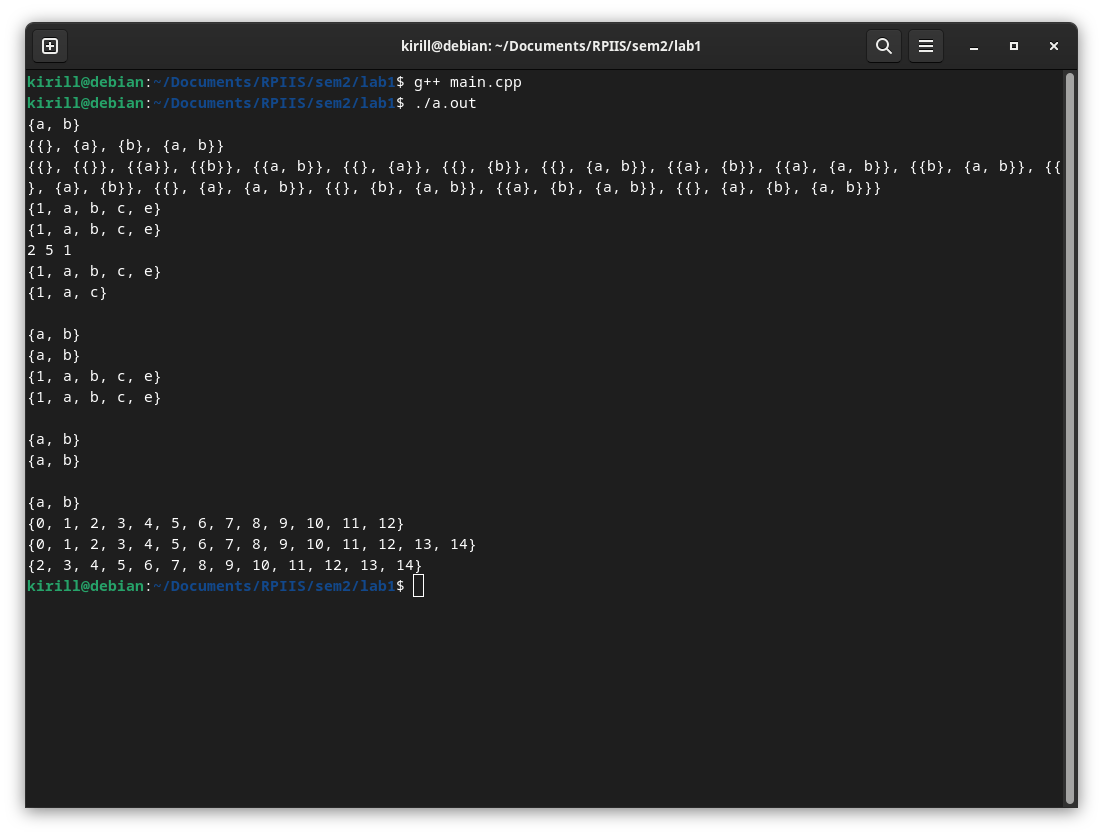 kirill@debian: ~/Documents/RPIIS/sem2/lab1
kirill@debian:~/Documents/RPIIS/sem2/lab1$ g++ main.cpp
kirill@debian:~/Documents/RPIIS/sem2/lab1$ ./a.out
{a, b}
{{}, {a}, {b}, {a, b}}
{{}, {{}}, {{a}}, {{b}}, {{a, b}}, {{}, {a}}, {{}, {b}}, {{}, {a, b}}, {{a}, {b}}, {{a}, {a, b}}, {{b}, {a, b}}, {{
}, {a}, {b}}, {{}, {a}, {a, b}}, {{}, {b}, {a, b}}, {{a}, {b}, {a, b}}, {{}, {a}, {b}, {a, b}}}
{1, a, b, c, e}
{1, a, b, c, e}
2 5 1
{1, a, b, c, e}
{1, a, c}

{a, b}
{a, b}
{1, a, b, c, e}
{1, a, b, c, e}

{a, b}
{a, b}

{a, b}
{0, 1, 2, 3, 4, 5, 6, 7, 8, 9, 10, 11, 12}
{0, 1, 2, 3, 4, 5, 6, 7, 8, 9, 10, 11, 12, 13, 14}
{2, 3, 4, 5, 6, 7, 8, 9, 10, 11, 12, 13, 14}
kirill@debian:~/Documents/RPIIS/sem2/lab1$